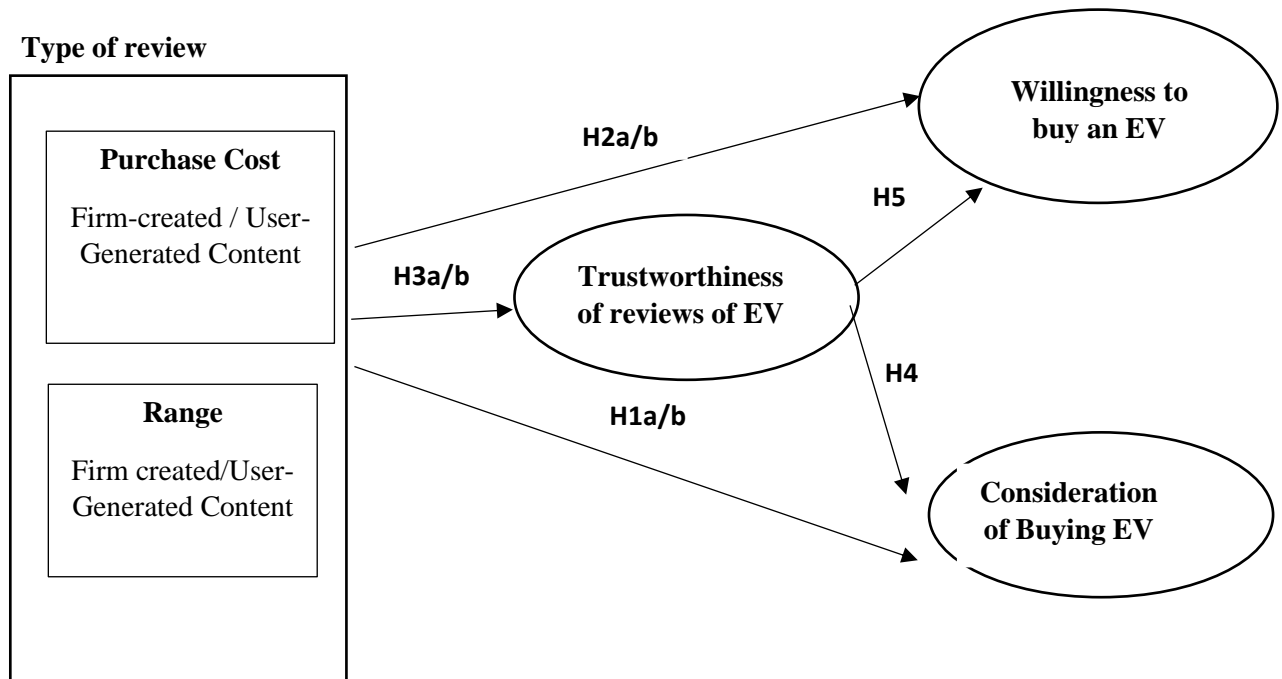 Type of review
Purchase Cost
Firm-created / User-
Generated Content
Range
Firm created/User-
Generated Content
H2a/b
H3a/b
H1a/b
Trustworthiness
of reviews of EV
H5
H4
Willingness to
buy an EV
Consideration
of Buying EV